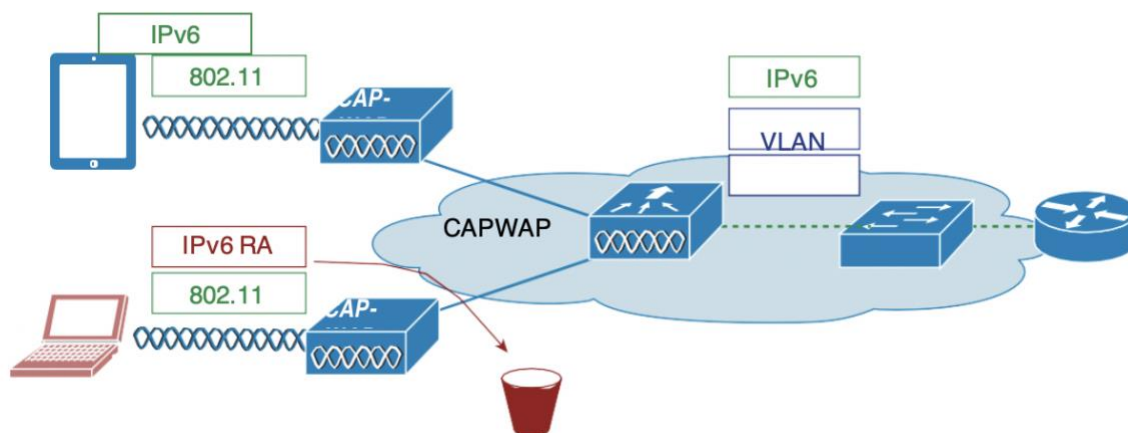 IPv6
802.11
CAP-
IPv6
VLAN
CAPWAP
IPv6 RA
802.11
CAP-